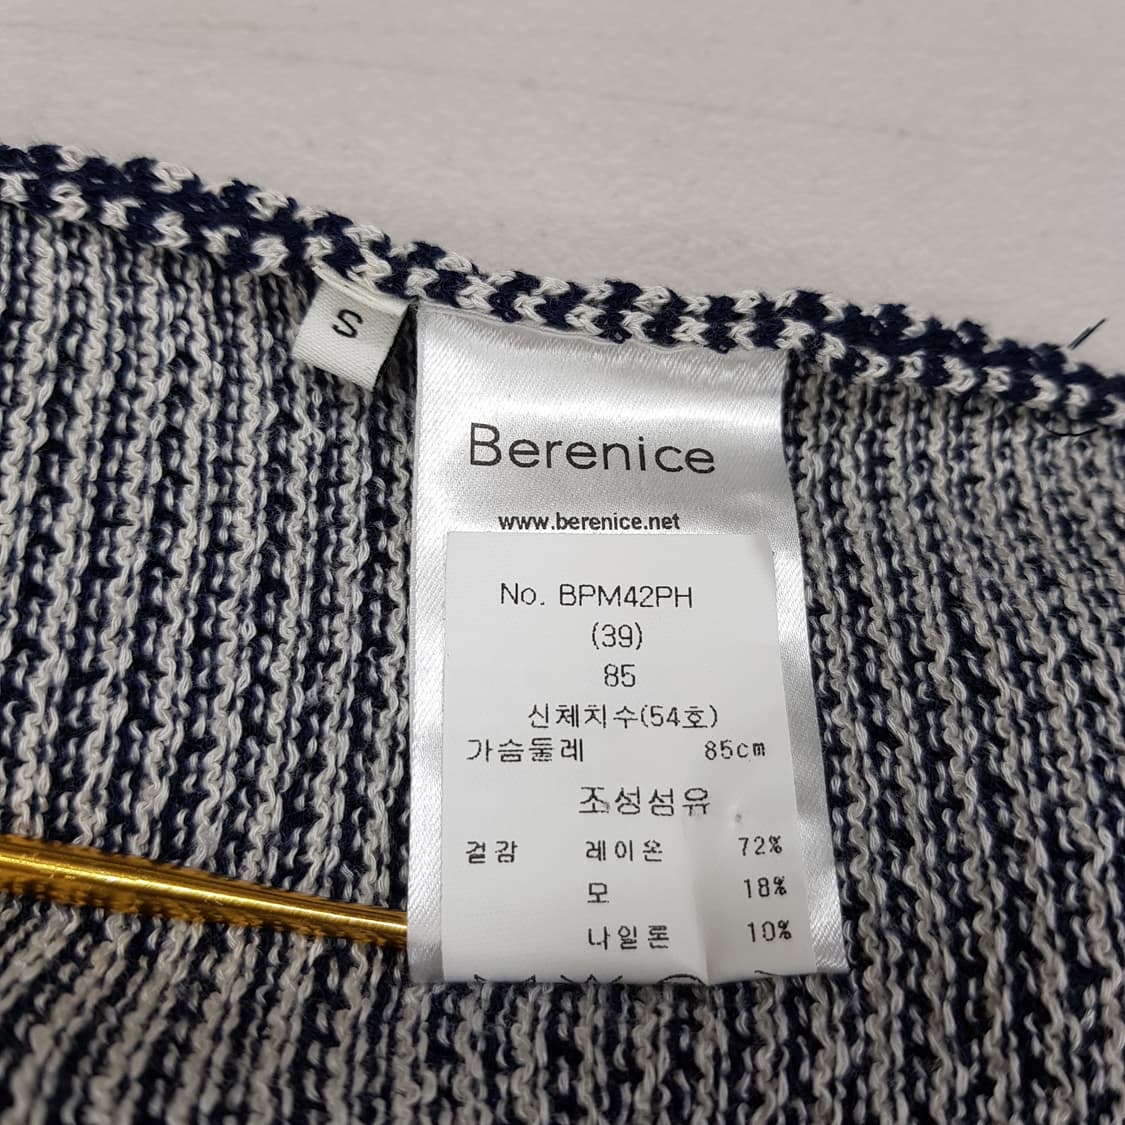 S
Berenice
www.berenice.net
No. BPM42PH
(39)
85
신체치수(54호)
가슴둘레 85cm
조성섬유
겉감 레이온 72%
모 18%
나일론 10%